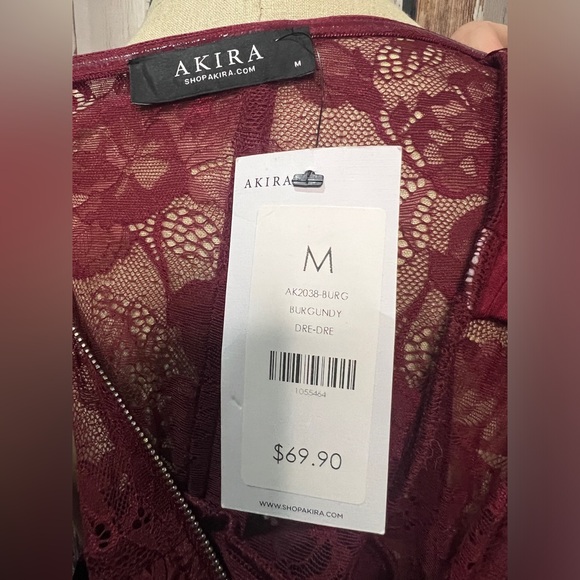 AKIRA
SHOPAKIRA.COM
M
AKIRA
M
AK2038-BURG
BURGUNDY
DRE-DRE
1055464
$69.90
WWW.SHOPAKIRA.COM